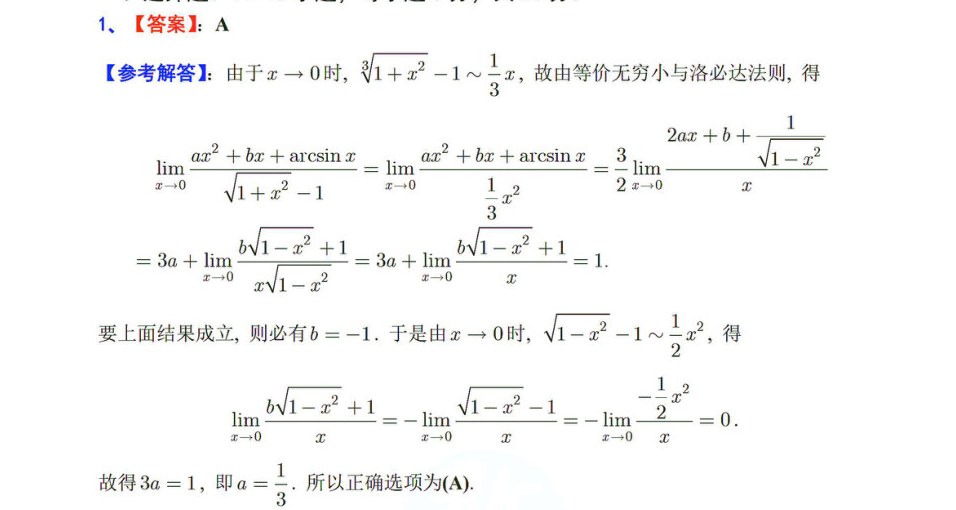 1、【答案】：A
【参考解答】：由于 x → 0 时, ∛(1 + x²) − 1 ~ 1/3 x, 故由等价无穷小与洛必达法则, 得
lim_{x→0} (ax² + bx + arcsin x)/(√(1 + x²) − 1) = lim_{x→0} (ax² + bx + arcsin x)/(1/3 x²) = 3/2 lim_{x→0} (2ax + b + 1/√(1 − x²))/x
= 3a + lim_{x→0} (b√(1 − x²) + 1)/(x√(1 − x²)) = 3a + lim_{x→0} (b√(1 − x²) + 1)/x = 1.
要上面结果成立, 则必有 b = −1. 于是由 x → 0 时, √(1 − x²) − 1 ~ 1/2 x², 得
lim_{x→0} (b√(1 − x²) + 1)/x = − lim_{x→0} (√(1 − x²) − 1)/x = − lim_{x→0} (−1/2 x²)/x = 0.
故得 3a = 1, 即 a = 1/3. 所以正确选项为(A).